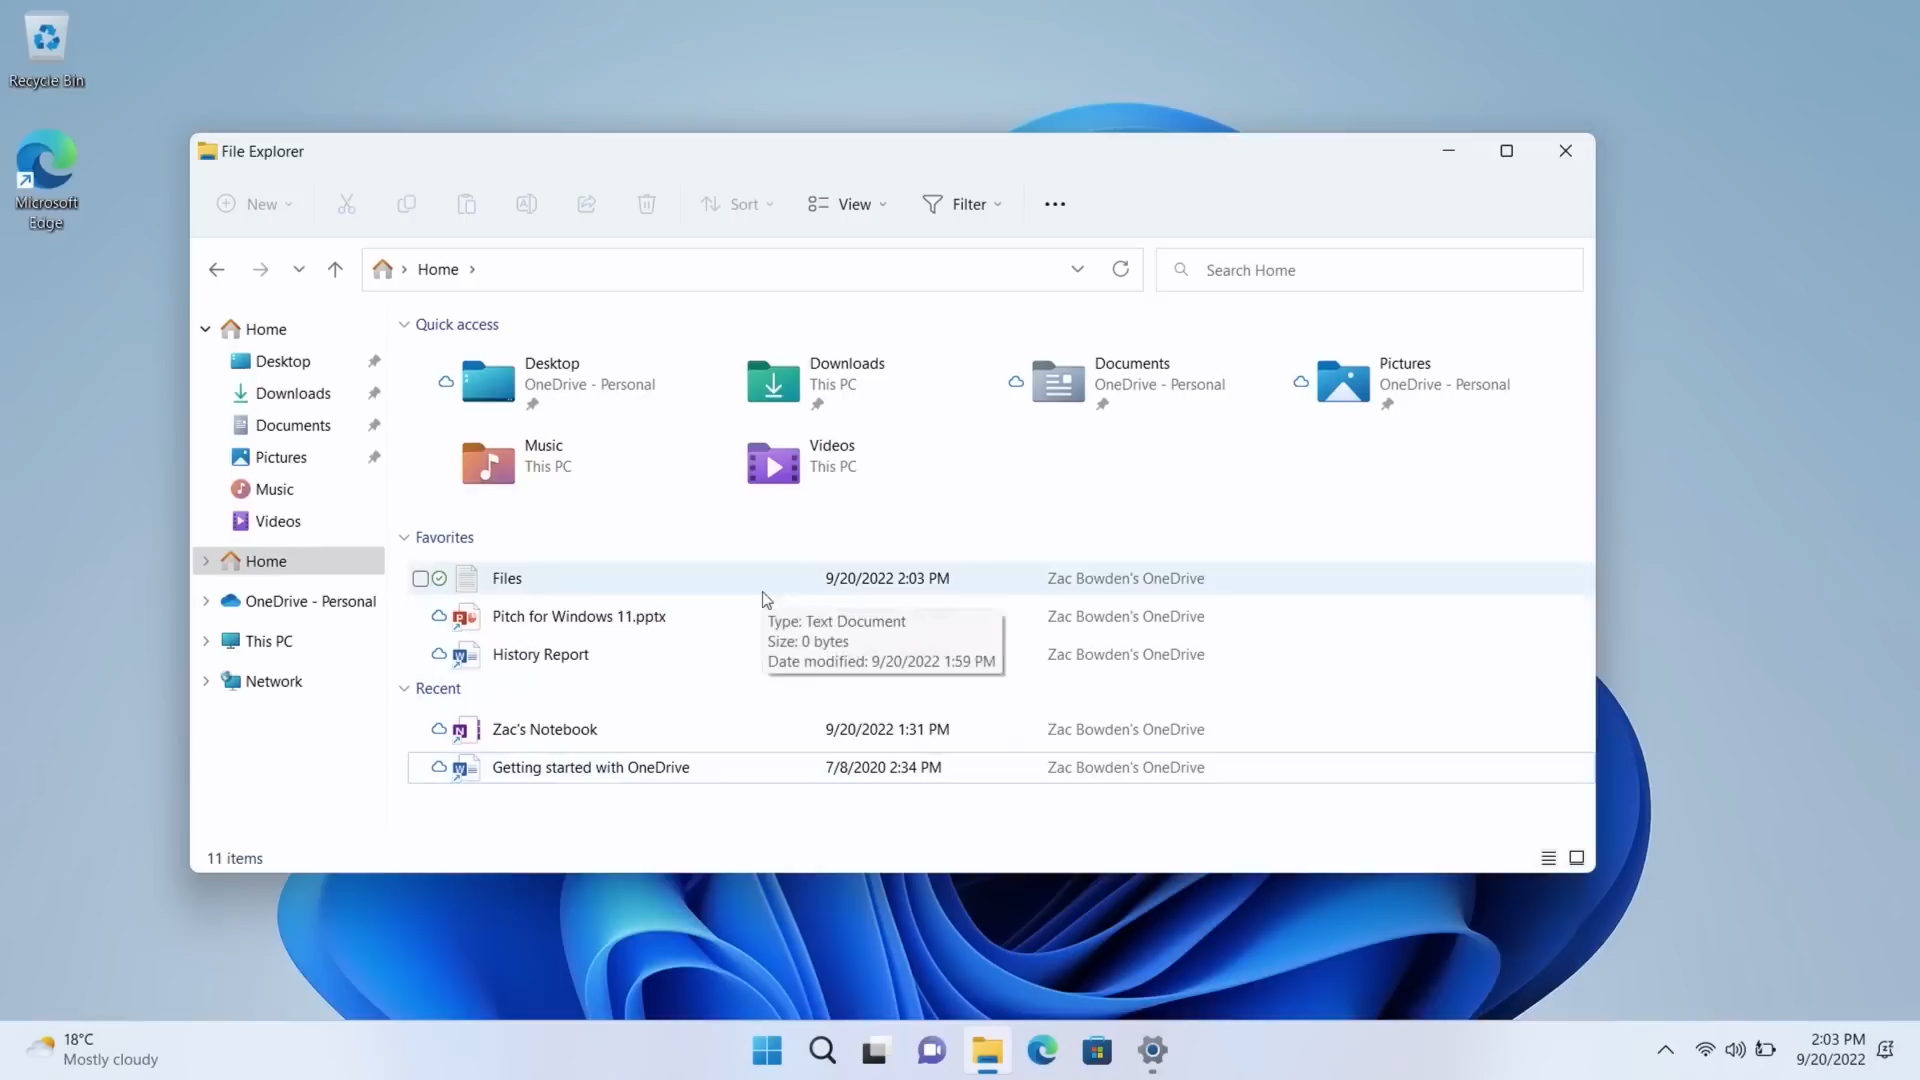 Recycle Bin
Microsoft
Edge
File Explorer
New
Sort
View
Filter
Home
Search Home
Home
Desktop
Downloads
Documents
Pictures
Music
Videos
Home
OneDrive - Personal
This PC
Network
Quick access
Desktop
OneDrive - Personal
Downloads
This PC
Documents
OneDrive - Personal
Pictures
OneDrive - Personal
Music
This PC
Videos
This PC
Favorites
Files 9/20/2022 2:03 PM Zac Bowden's OneDrive
Pitch for Windows 11.pptx Zac Bowden's OneDrive
History Report Zac Bowden's OneDrive
Type: Text Document
Size: 0 bytes
Date modified: 9/20/2022 1:59 PM
Recent
Zac's Notebook 9/20/2022 1:31 PM Zac Bowden's OneDrive
Getting started with OneDrive 7/8/2020 2:34 PM Zac Bowden's OneDrive
11 items
18°C
Mostly cloudy
2:03 PM
9/20/2022